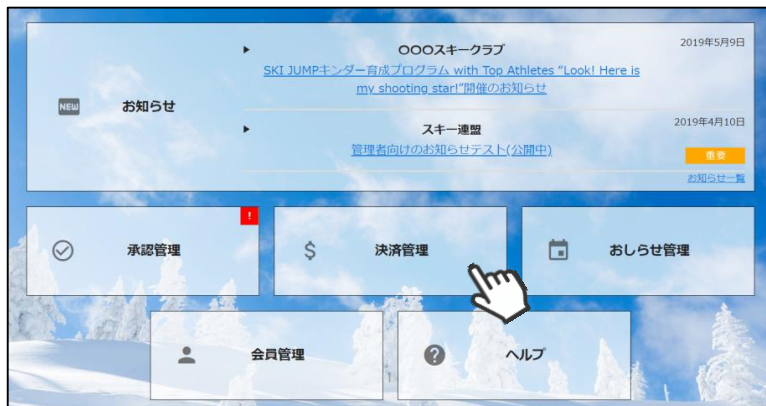 ○○○スキークラブ
2019年5月9日
SKI JUMPキンダー育成プログラム with Top Athletes “Look! Here is
my shooting star!”開催のお知らせ
NEW
お知らせ
スキー連盟
2019年4月10日
管理者向けのお知らせテスト(公開中)
重要
お知らせ一覧
!
承認管理
$
決済管理
おしらせ管理
会員管理
?
ヘルプ